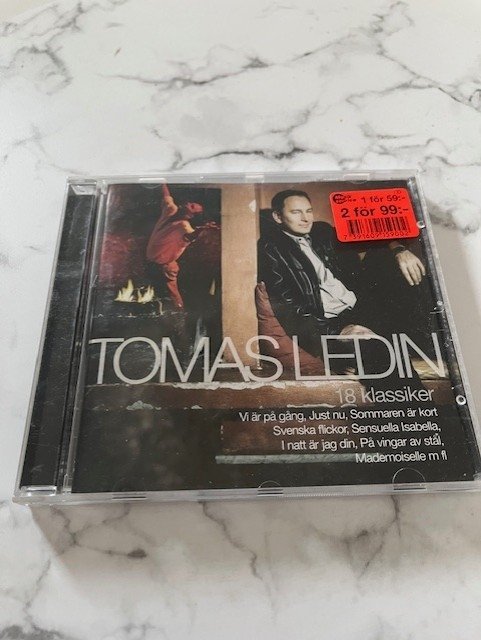 1 för 59:-
2 för 99:-
TOMAS LEDIN
18 klassiker
Vi är på gång, Just nu, Sommaren är kort
Svenska flickor, Sensuella Isabella,
I natt är jag din, På vingar av stål,
Mademoiselle m fl